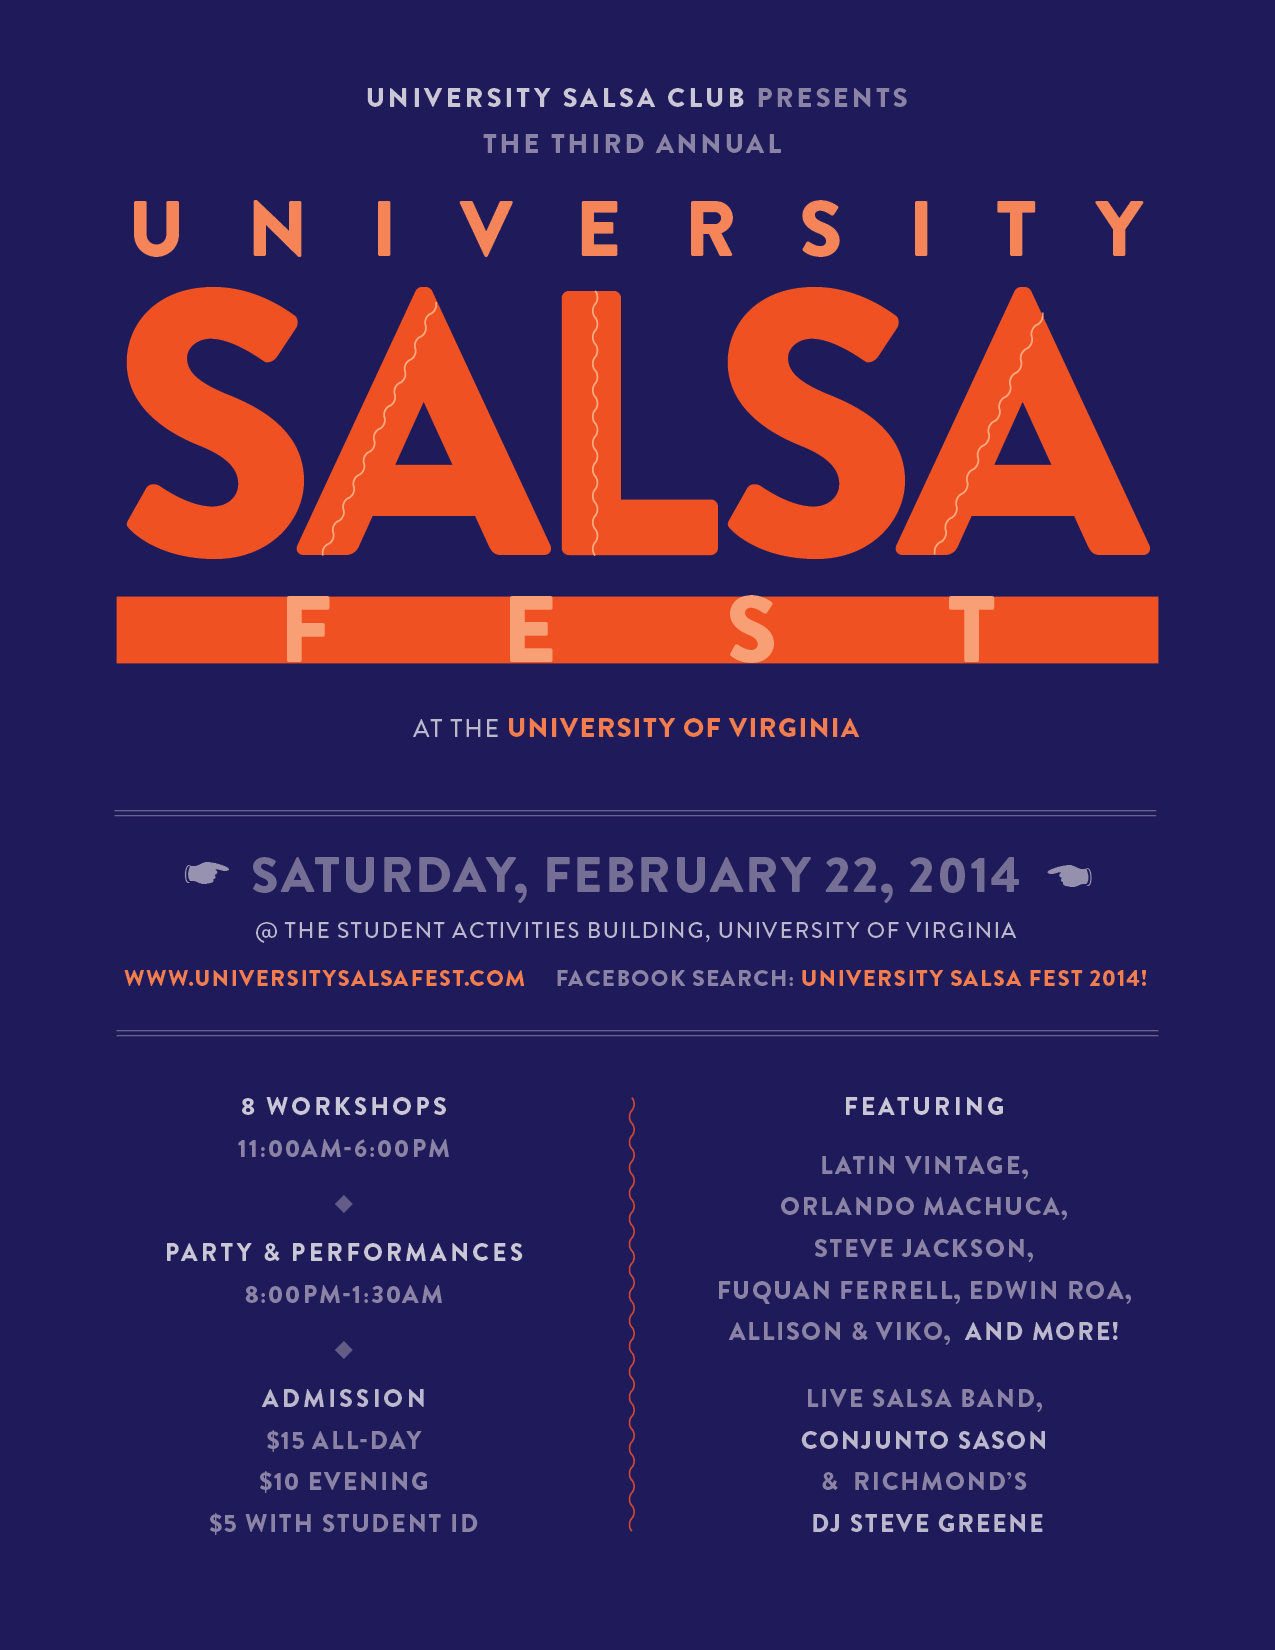 UNIVERSITY SALSA CLUB PRESENTS
THE THIRD ANNUAL
UNIVERSITY
SALSA
FEST
AT THE UNIVERSITY OF VIRGINIA
SATURDAY, FEBRUARY 22, 2014
@ THE STUDENT ACTIVITIES BUILDING, UNIVERSITY OF VIRGINIA
WWW.UNIVERSITYSALSAFEST.COM FACEBOOK SEARCH: UNIVERSITY SALSA FEST 2014!
8 WORKSHOPS
11:00AM-6:00PM
PARTY & PERFORMANCES
8:00PM-1:30AM
ADMISSION
$15 ALL-DAY
$10 EVENING
$5 WITH STUDENT ID
FEATURING
LATIN VINTAGE,
ORLANDO MACHUCA,
STEVE JACKSON,
FUQUAN FERRELL, EDWIN ROA,
ALLISON & VIKO, AND MORE!
LIVE SALSA BAND,
CONJUNTO SASON
& RICHMOND'S
DJ STEVE GREENE